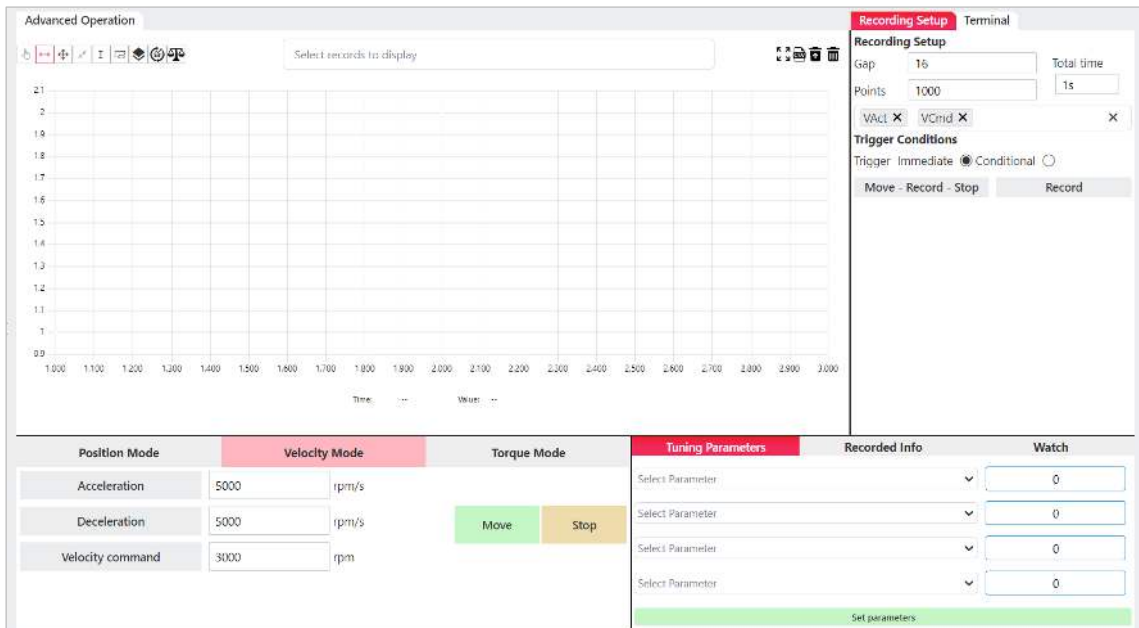 Advanced Operation
Recording Setup
Terminal
Select records to display
2.1
2
1.9
1.8
1.7
1.6
1.5
1.4
1.3
1.2
1.1
1
0.9
1.000 1.100 1.200 1.300 1.400 1.500 1.600 1.700 1.800 1.900 2.000 2.100 2.200 2.300 2.400 2.500 2.600 2.700 2.800 2.900 3.000
Time: -- Value: --
Recording Setup
Gap 16 Total time
Points 1000 1s
VAct VCmd
Trigger Conditions
Trigger Immediate Conditional
Move - Record - Stop Record
Position Mode Velocity Mode Torque Mode
Acceleration 5000 rpm/s
Deceleration 5000 rpm/s
Velocity command 3000 rpm
Move Stop
Tuning Parameters Recorded Info Watch
Select Parameter 0
Select Parameter 0
Select Parameter 0
Select Parameter 0
Set parameters